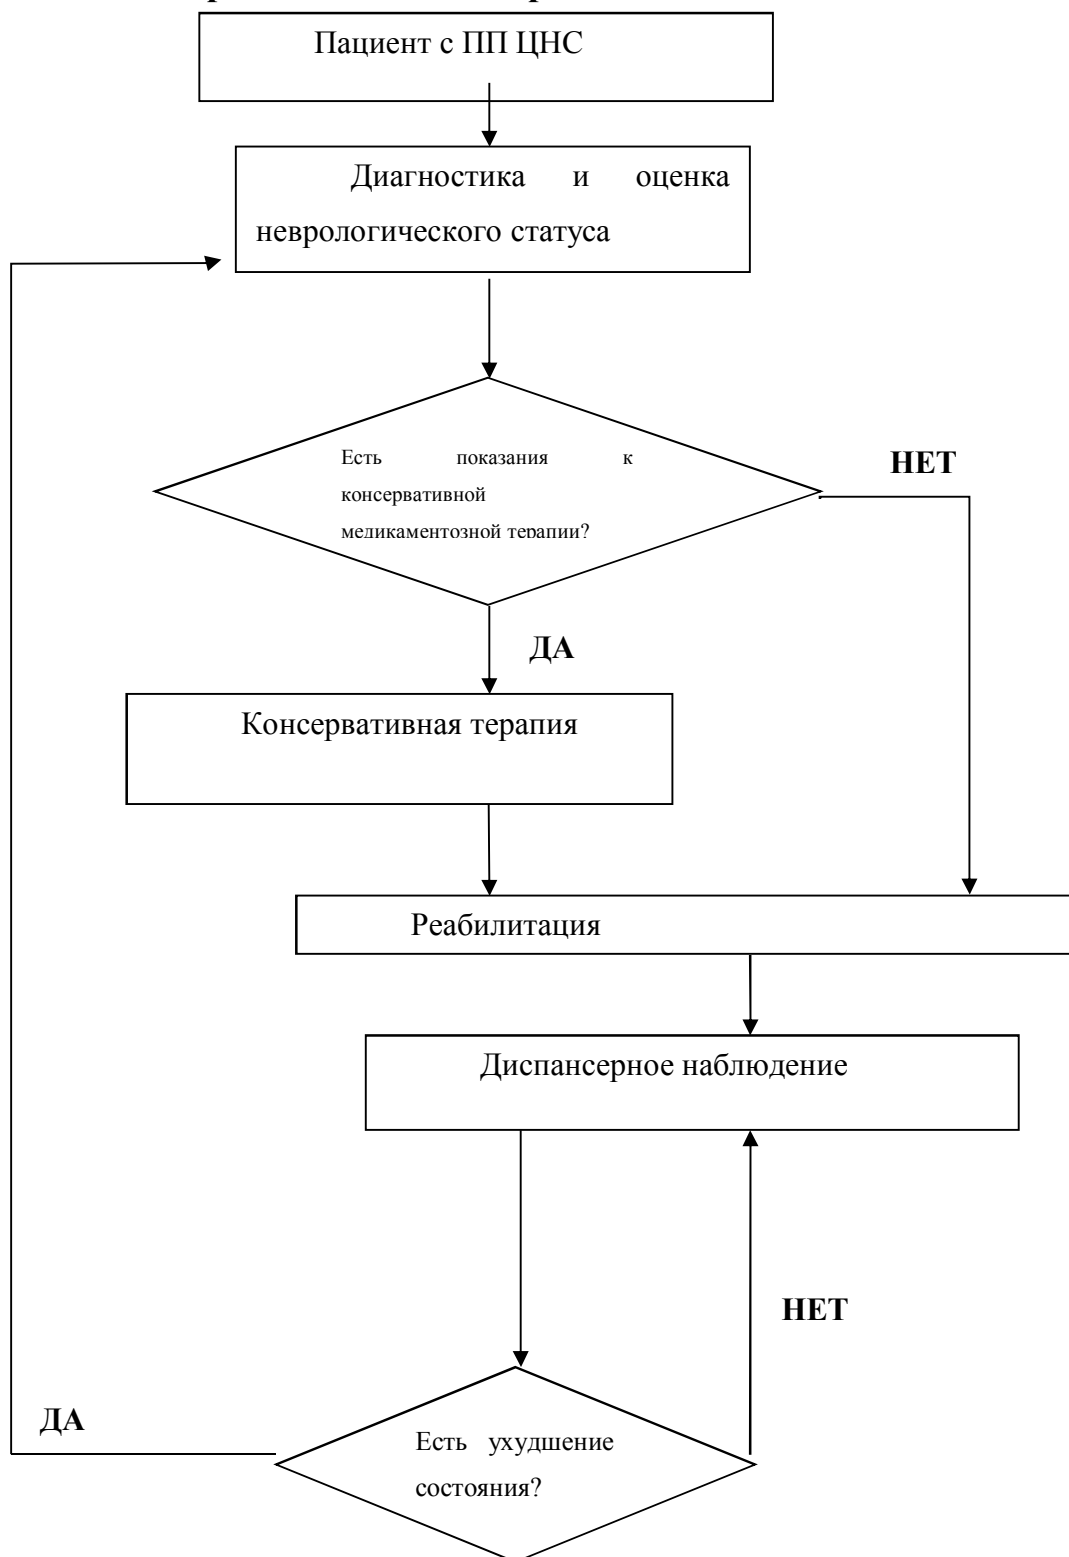 Пациент с ПП ЦНС
Диагностика и оценка
неврологического статуса
Есть показания к
консервативной
медикаментозной терапии?
НЕТ
ДА
Консервативная терапия
Реабилитация
Диспансерное наблюдение
НЕТ
ДА
Есть ухудшение
состояния?